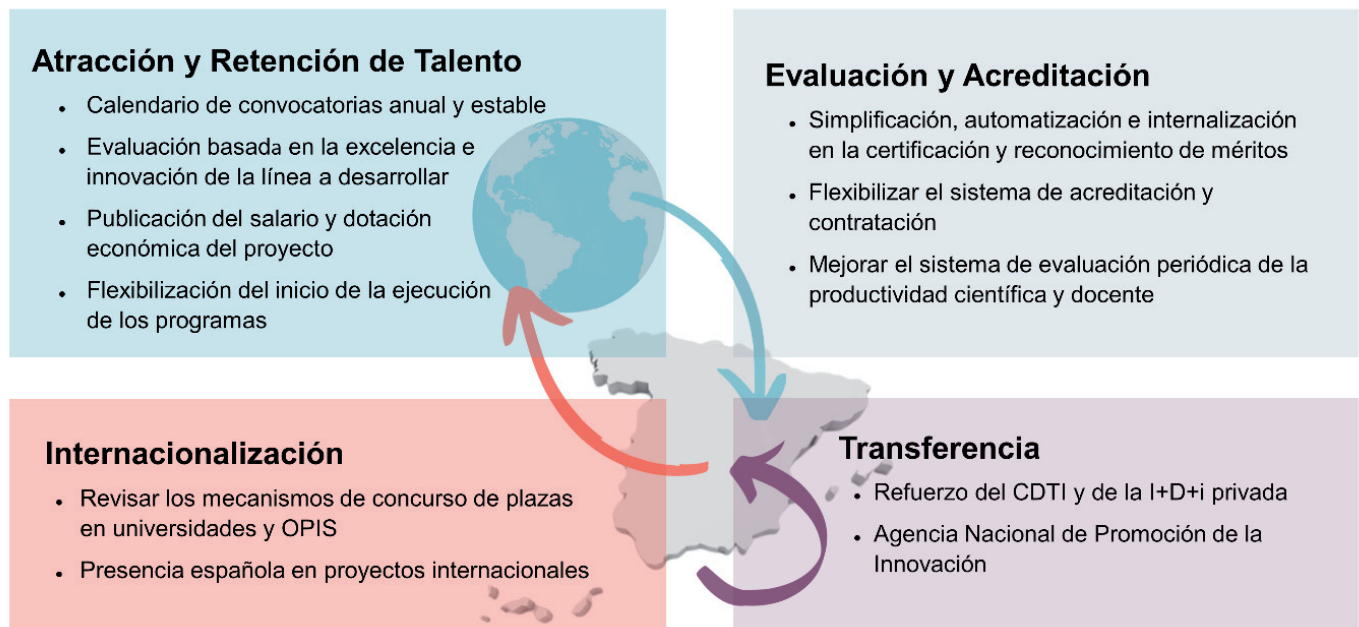 Atracción y Retención de Talento
• Calendario de convocatorias anual y estable
• Evaluación basada en la excelencia e
innovación de la línea a desarrollar
• Publicación del salario y dotación
económica del proyecto
• Flexibilización del inicio de la ejecución
de los programas
Evaluación y Acreditación
• Simplificación, automatización e internalización
en la certificación y reconocimiento de méritos
• Flexibilizar el sistema de acreditación y
contratación
• Mejorar el sistema de evaluación periódica de la
productividad científica y docente
Internacionalización
• Revisar los mecanismos de concurso de plazas
en universidades y OPIS
• Presencia española en proyectos internacionales
Transferencia
• Refuerzo del CDTI y de la I+D+i privada
• Agencia Nacional de Promoción de la
Innovación